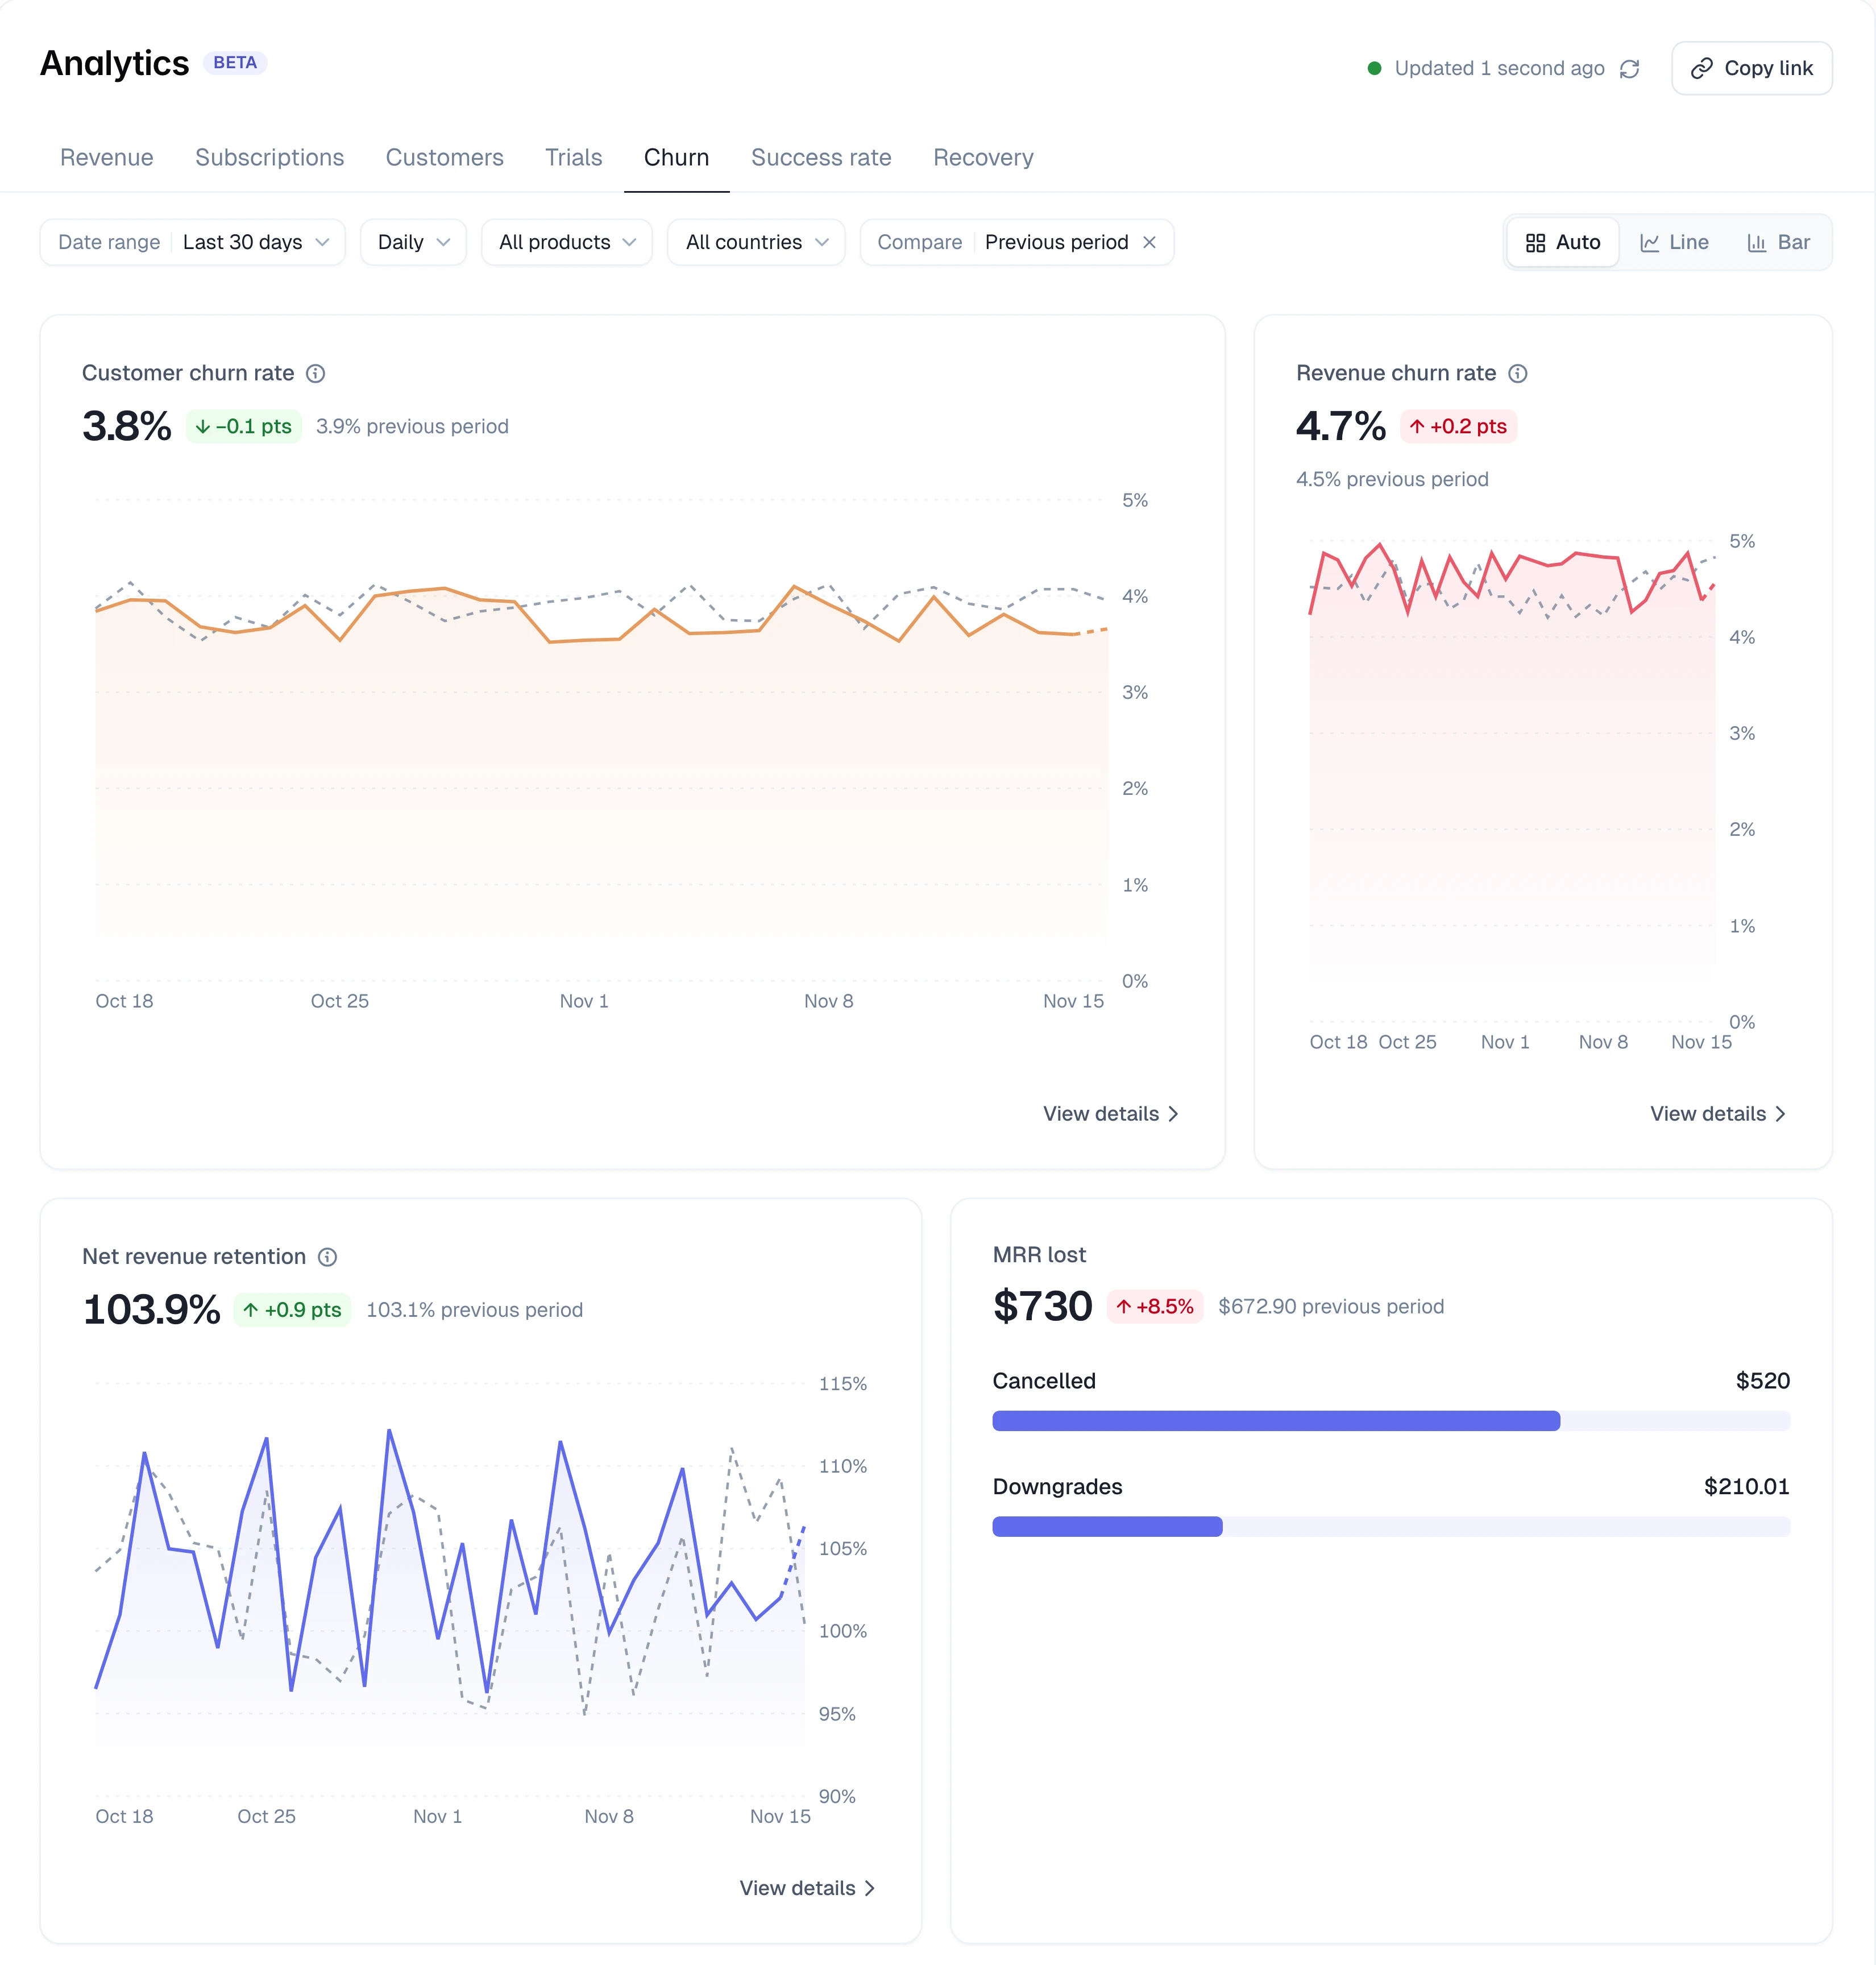 Analytics BETA
Updated 1 second ago
Copy link
Revenue Subscriptions Customers Trials Churn Success rate Recovery
Date range Last 30 days Daily All products All countries Compare Previous period
Auto Line Bar
Customer churn rate
3.8% –0.1 pts 3.9% previous period
5%
4%
3%
2%
1%
0%
Oct 18 Oct 25 Nov 1 Nov 8 Nov 15
View details
Revenue churn rate
4.7% +0.2 pts
4.5% previous period
5%
4%
3%
2%
1%
0%
Oct 18 Oct 25 Nov 1 Nov 8 Nov 15
View details
Net revenue retention
103.9% +0.9 pts 103.1% previous period
115%
110%
105%
100%
95%
90%
Oct 18 Oct 25 Nov 1 Nov 8 Nov 15
View details
MRR lost
$730 +8.5% $672.90 previous period
Cancelled $520
Downgrades $210.01